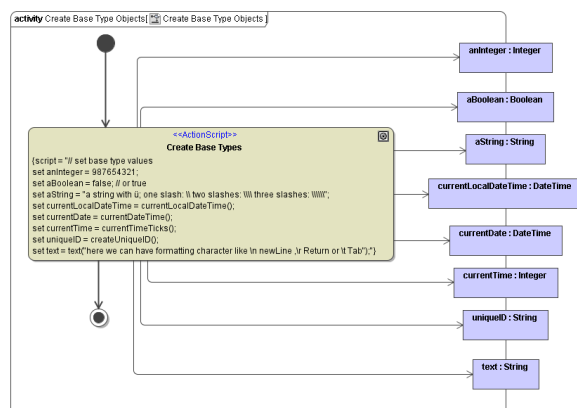 activity Create Base Type Objects[ Create Base Type Objects ]
anInteger : Integer
aBoolean : Boolean
aString : String
currentLocalDateTime : DateTime
currentDate : DateTime
currentTime : Integer
uniqueID : String
text : String
<<ActionScript>>
Create Base Types
{script = "// set base type values
set anInteger = 987654321;
set aBoolean = false; // or true
set aString = "a string with ü; one slash: \\ two slashes: \\\\ three slashes: \\\\\\";
set currentLocalDateTime = currentLocalDateTime();
set currentDate = currentDateTime();
set currentTime = currentTimeTicks();
set uniqueID = createUniqueID();
set text = text("here we can have formatting character like \n newLine ,\r Return or \t Tab");"}